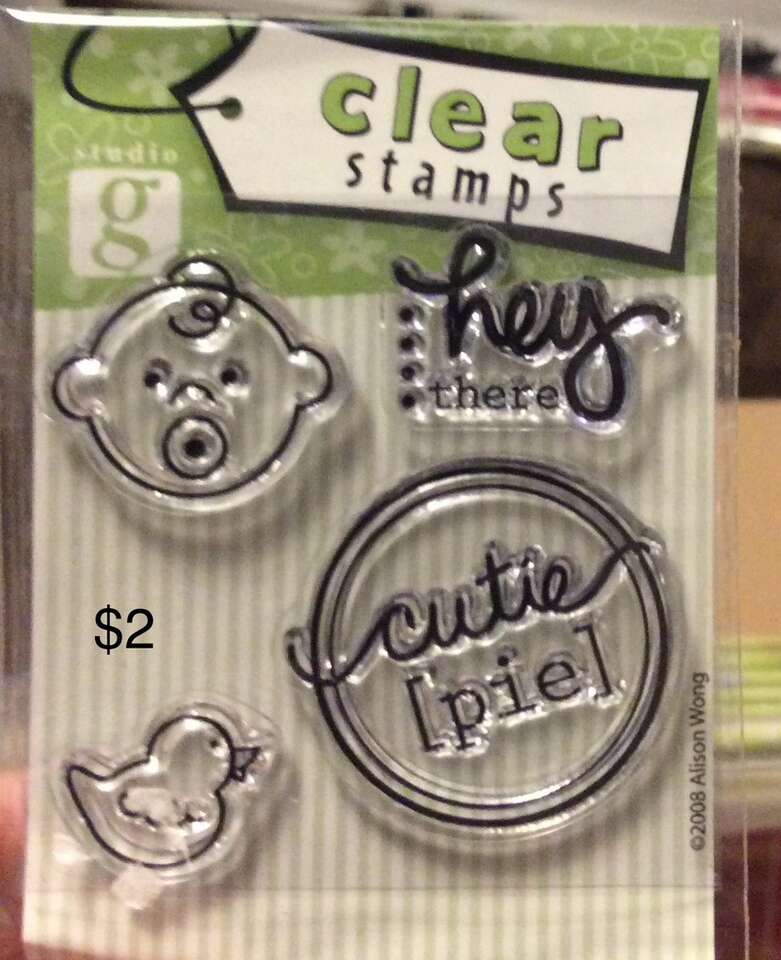 clear
stamps
studio
g
hey
there
cutie
[pie]
$2
©2008 Alison Wong